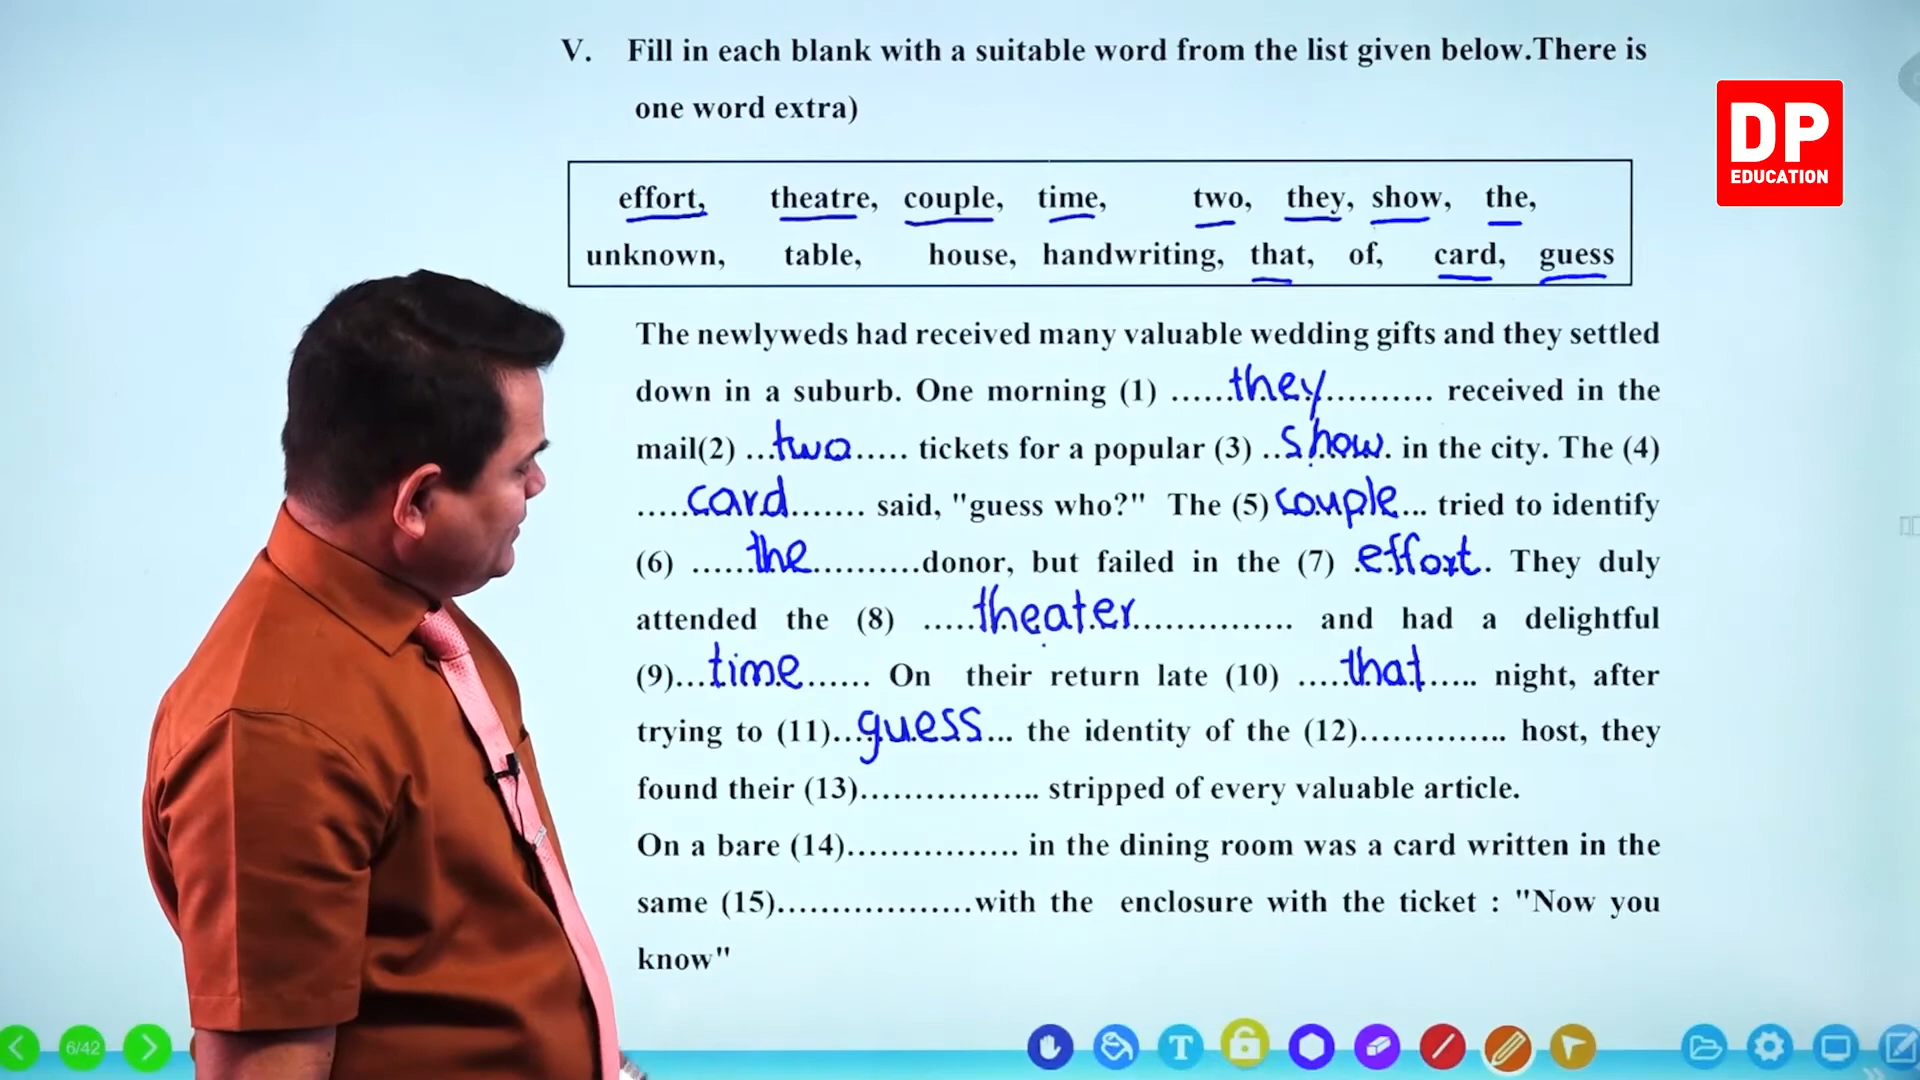 V. Fill in each blank with a suitable word from the list given below.There is
one word extra)
DP
EDUCATION
effort, theatre, couple, time, two, they, show, the,
unknown, table, house, handwriting, that, of, card, guess
The newlyweds had received many valuable wedding gifts and they settled
down in a suburb. One morning (1) ......they........... received in the
mail(2) ...two..... tickets for a popular (3) ..show. in the city. The (4)
.....card....... said, "guess who?" The (5) couple... tried to identify
(6) .....the..........donor, but failed in the (7) .effort. They duly
attended the (8) .....theater.............. and had a delightful
(9)...time...... On their return late (10) .....that..... night, after
trying to (11)..guess... the identity of the (12).............. host, they
found their (13)................. stripped of every valuable article.
On a bare (14)................ in the dining room was a card written in the
same (15)..................with the enclosure with the ticket : "Now you
know"
6/42
T